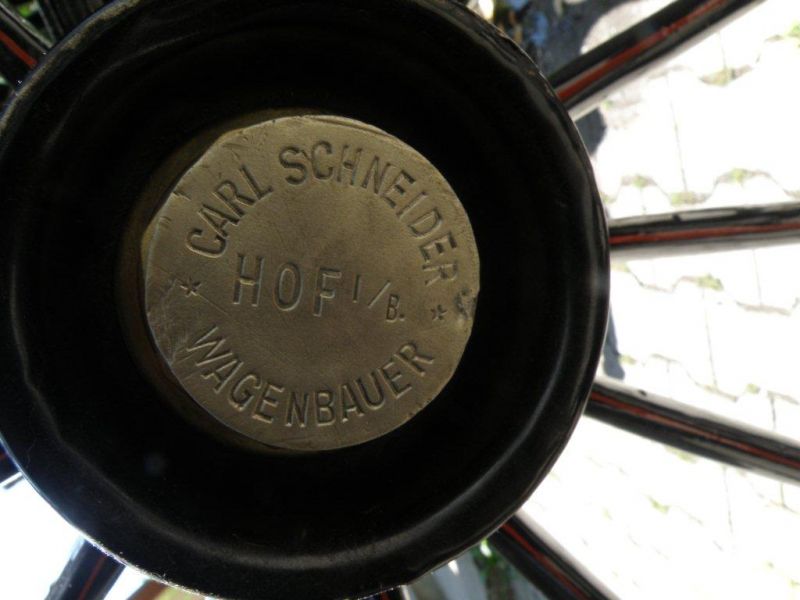 CARL SCHNEIDER
HOF I/B.
WAGENBAUER